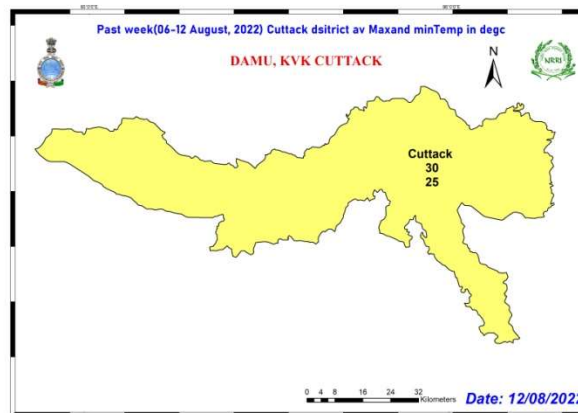 Past week(06-12 August, 2022) Cuttack dsitrict av Maxand minTemp in degc
DAMU, KVK CUTTACK
N
NRRI
Cuttack
30
25
0 4 8 16 24 32
Kilometers
Date: 12/08/2022